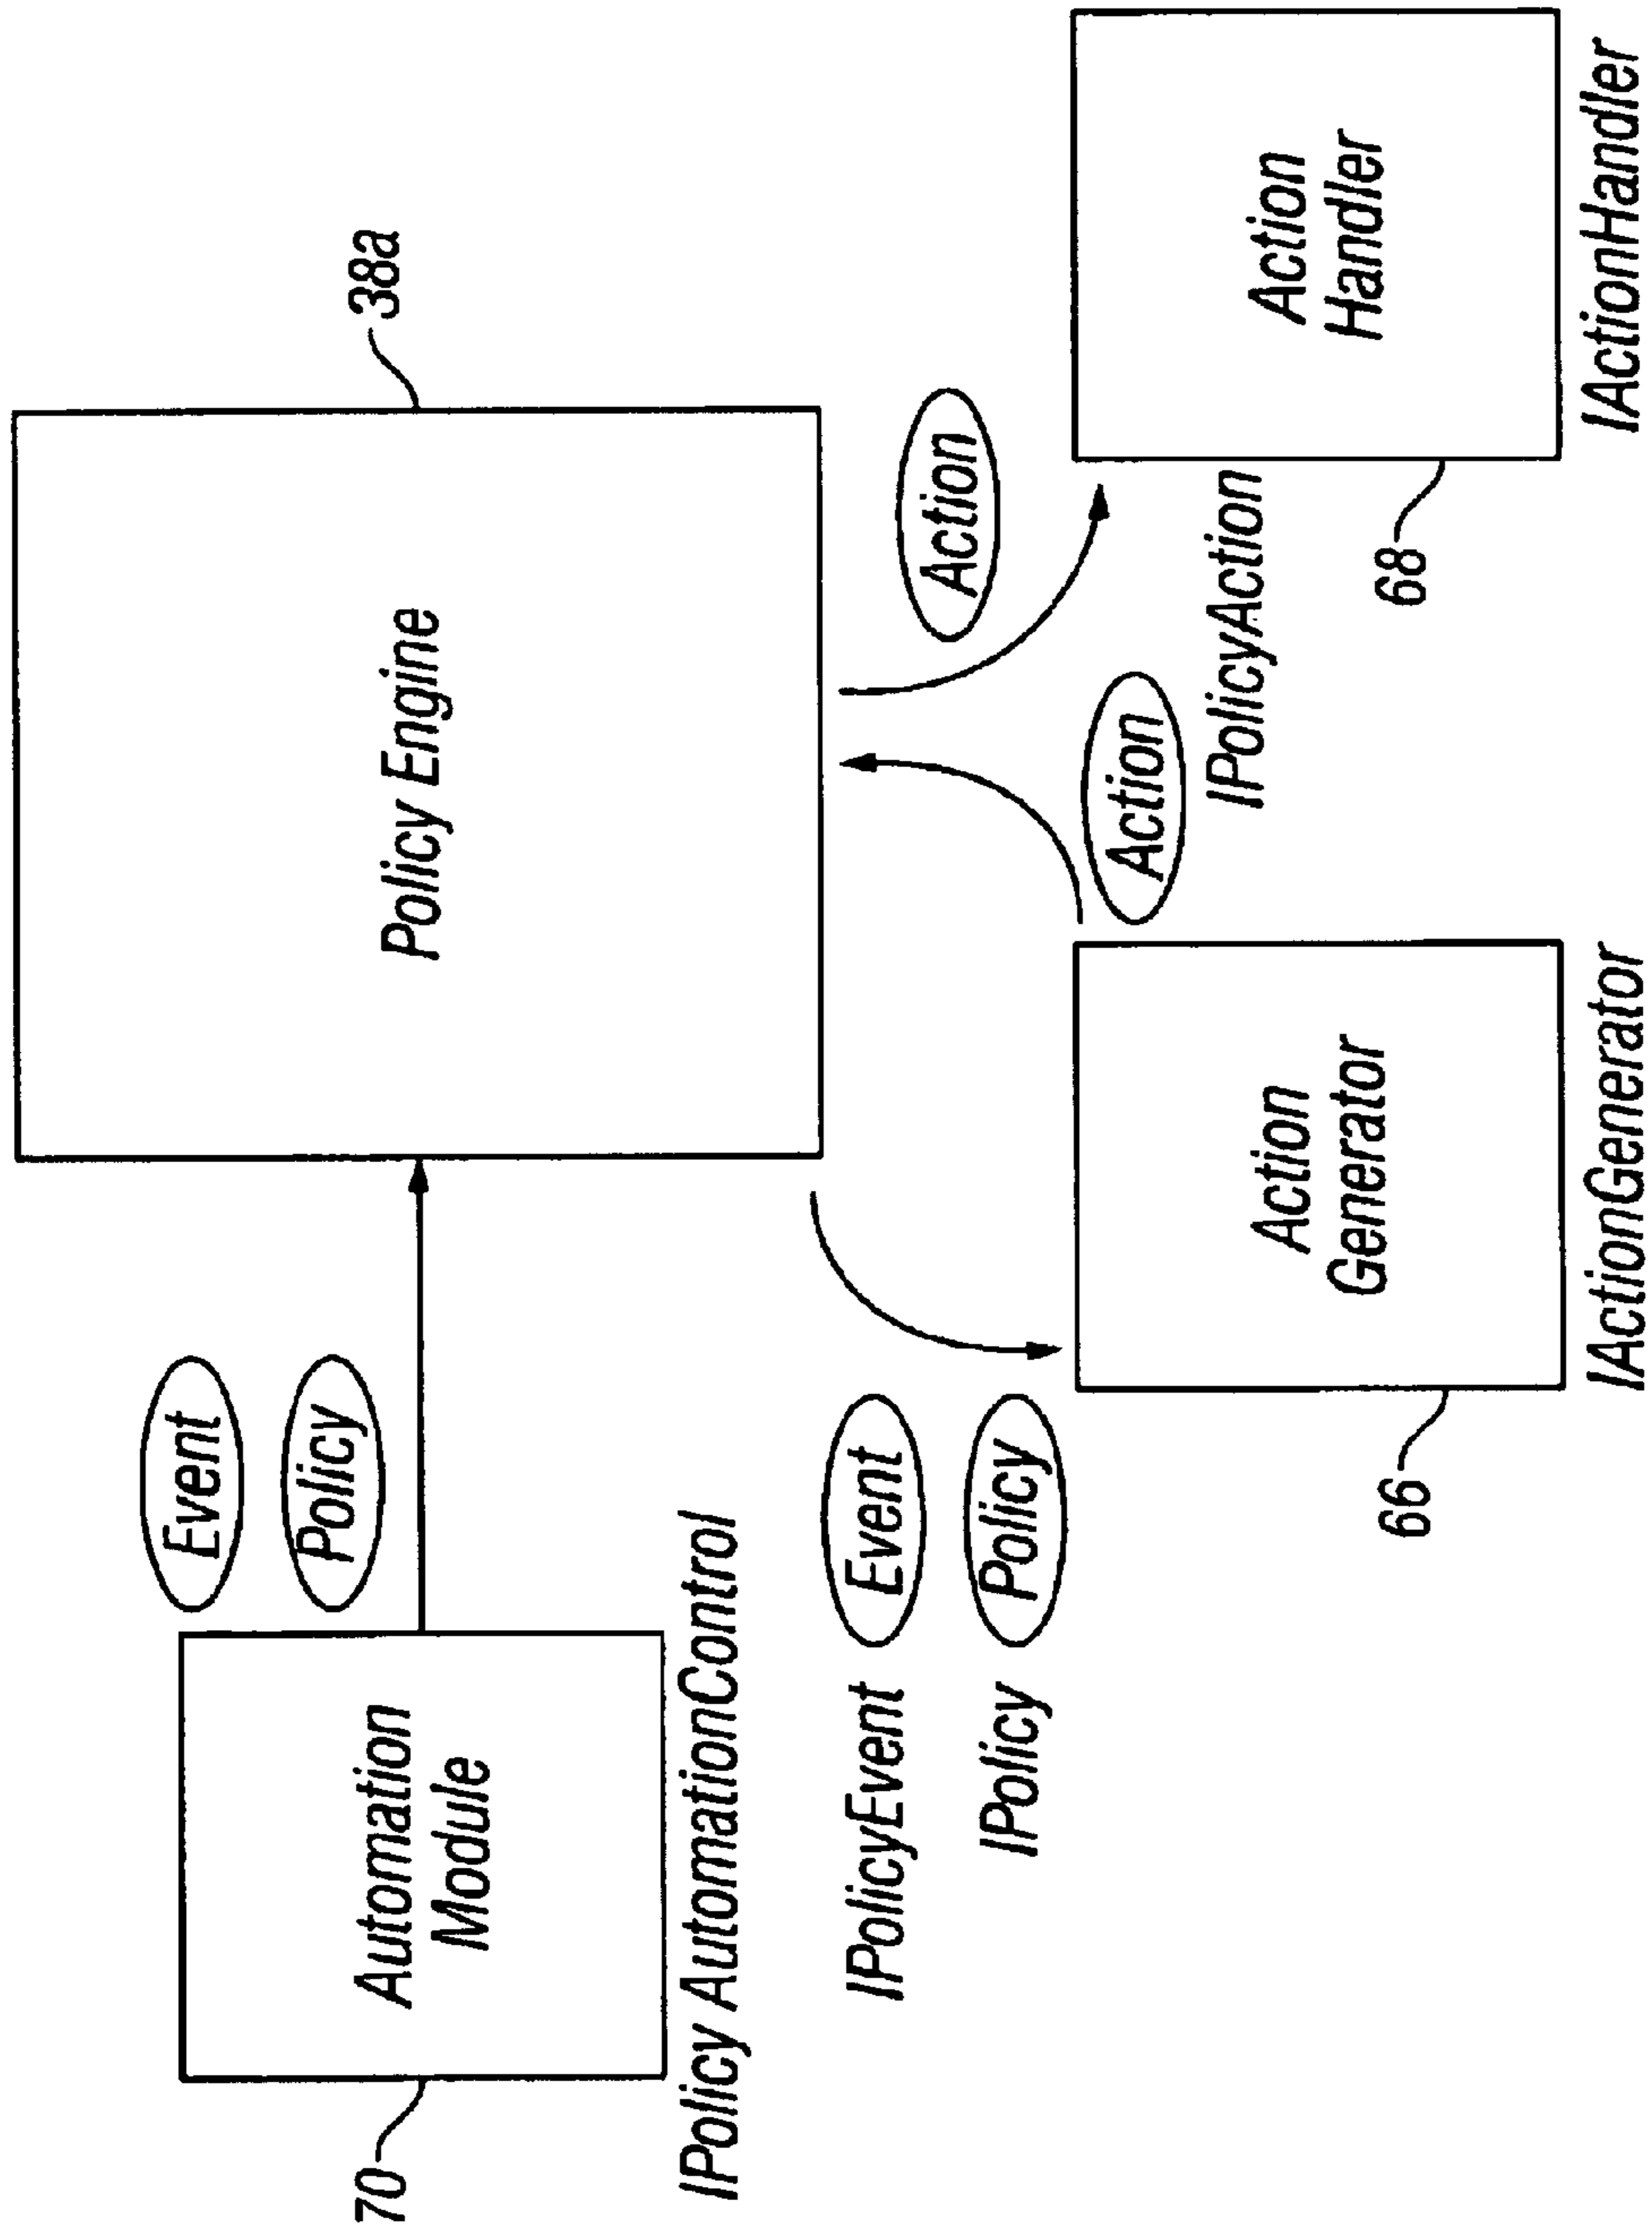 Policy Engine
38a
Event
Policy
Automation
Module
70
IPolicy AutomationControl
Event
IPolicyEvent
Policy
IPolicy
Action
Action
IPolicyAction
Action
Generator
66
IActionGenerator
Action
Handler
68
IActionHandler